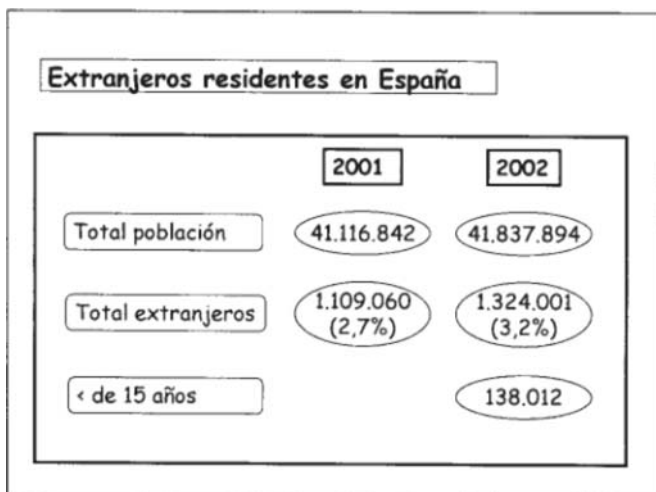 Extranjeros residentes en España
2001 2002
Total población 41.116.842 41.837.894
Total extranjeros 1.109.060 1.324.001
(2,7%) (3,2%)
< de 15 años 138.012